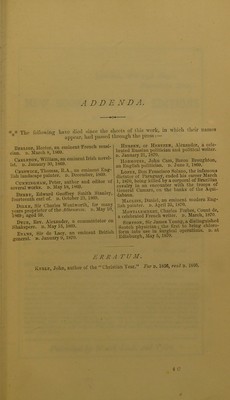 ADDENDA.
*** The following have died since the sheets of this work, in which their names
appear, had passed through the press:—
BERLIOZ, Hector, an eminent French musician.
D. March 8, 1869.
CARLETON, William, an eminent Irish novelist.
D. January 30, 1869.
CRESWICK, Thomas, R.A., an eminent English
landscape painter. D. December, 1869.
CUNNINGHAM, Peter, author and editor of
several works. D. May 18, 1869.
DERBY, Edward Geoffrey Smith Stanley,
fourteenth earl of. D. October 23, 1869.
DILKE, Sir Charles Wentworth, for many
years proprietor of the Athenæum. D. May 10,
1869; aged 59.
DYCE, Rev. Alexander, a commentator on
Shakspere. D. May 15, 1869.
EVANS, Sir de Lacy, an eminent British
general. D. January 9, 1870.
HERZEN, or HERTZEN, Alexander, a celebrated
Russian politician and political writer.
D. January 21, 1870.
HOBHOUSE, John Cam, Baron Broughton,
an English politician. D. June 3, 1869.
LOPEZ, Don Francisco Solano, the infamous
dictator of Paraguay, ended his career March
1, 1870, being killed by a sergeant of Brazilian
cavalry in an encounter with the troops of
General Camara, on the banks of the Aquidabans.
MACLISE, Daniel, an eminent modern English
painter. D. April 25, 1870.
MONTALEMBERT, Charles Forbes, Count de,
a celebrated French writer. D. March, 1870.
SIMPSON, Sir James Young, a distinguished
Scotch physician; the first to bring chloroform
into use in surgical operations. D. at
Edinburgh, May 6, 1870.
ERRATUM.
KEBLE, John, author of the "Christian Year."